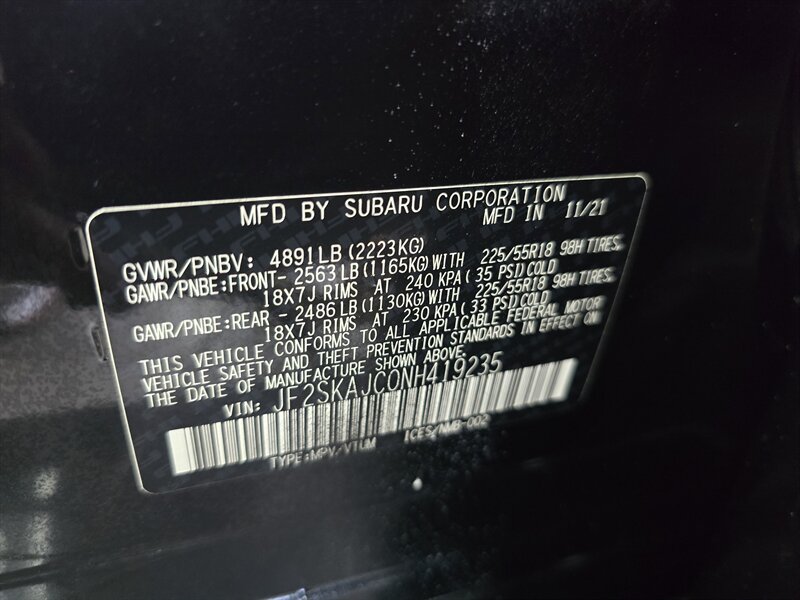 MFD BY SUBARU CORPORATION
MFD IN 11/21
GVWR/PNBV: 4891LB(2223KG)
GAWR/PNBE:FRONT- 2563LB(1165KG)WITH 225/55R18 98H TIRES,
18X7J RIMS AT 240 KPA(35 PSI)COLD
GAWR/PNBE:REAR - 2486LB(1130KG)WITH 225/55R18 98H TIRES,
18X7J RIMS AT 230 KPA(33 PSI)COLD
THIS VEHICLE CONFORMS TO ALL APPLICABLE FEDERAL MOTOR
VEHICLE SAFETY AND THEFT PREVENTION STANDARDS IN EFFECT ON
THE DATE OF MANUFACTURE SHOWN ABOVE.
VIN: JF2SKAJC0NH419235
TYPE:MPV/VTUM ICES/NMB-002